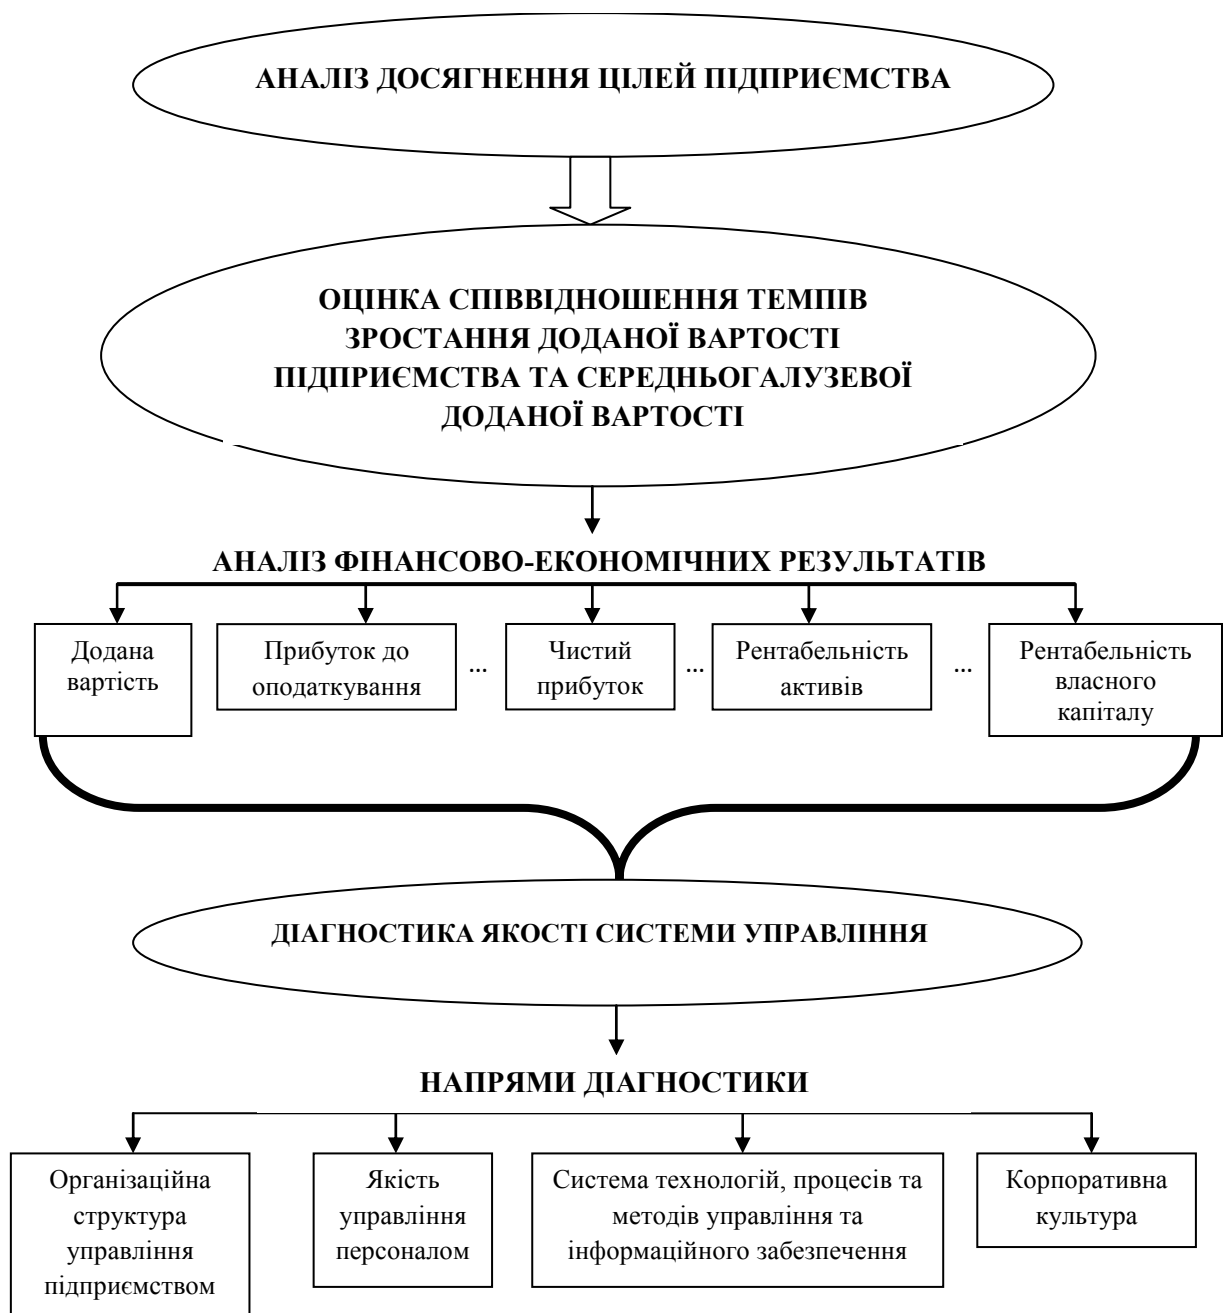 АНАЛІЗ ДОСЯГНЕННЯ ЦІЛЕЙ ПІДПРИЄМСТВА
ОЦІНКА СПІВВІДНОШЕННЯ ТЕМПІВ
ЗРОСТАННЯ ДОДАНОЇ ВАРТОСТІ
ПІДПРИЄМСТВА ТА СЕРЕДНЬОГАЛУЗЕВОЇ
ДОДАНОЇ ВАРТОСТІ
АНАЛІЗ ФІНАНСОВО-ЕКОНОМІЧНИХ РЕЗУЛЬТАТІВ
Додана
вартість
Прибуток до
оподаткування
...
Чистий
прибуток
...
Рентабельність
активів
...
Рентабельність
власного
капіталу
ДІАГНОСТИКА ЯКОСТІ СИСТЕМИ УПРАВЛІННЯ
НАПРЯМИ ДІАГНОСТИКИ
Організаційна
структура
управління
підприємством
Якість
управління
персоналом
Система технологій, процесів та
методів управління та
інформаційного забезпечення
Корпоративна
культура